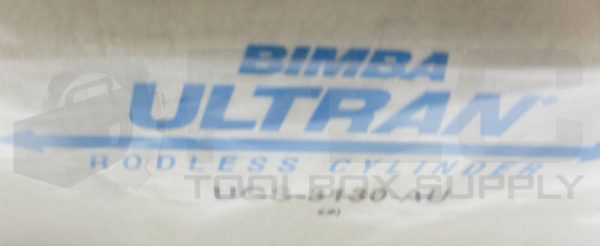 BIMBA
ULTRAN®
RODLESS CYLINDER
TOOLBOX SUPPLY